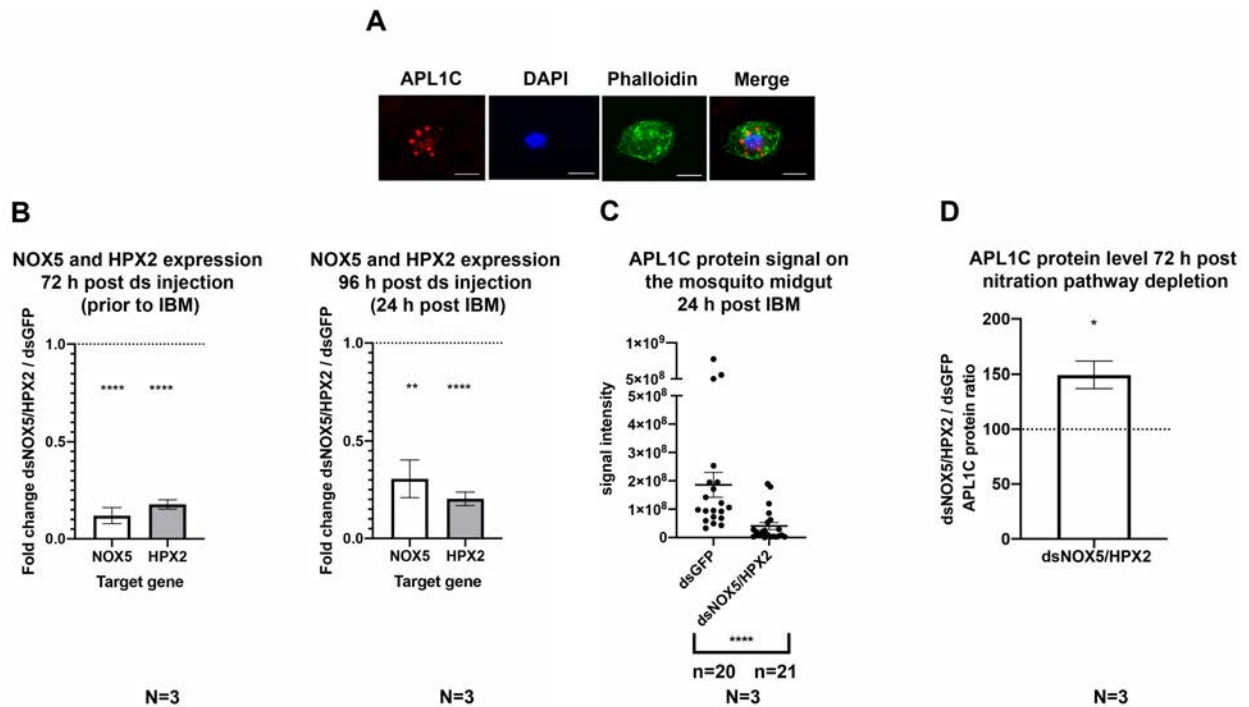 A
APL1C DAPI Phalloidin Merge
B
NOX5 and HPX2 expression
72 h post ds injection
(prior to IBM)
Fold change dsNOX5/HPX2 / dsGFP
1.0
0.5
0.0
**** ****
NOX5 HPX2
Target gene
N=3
NOX5 and HPX2 expression
96 h post ds injection
(24 h post IBM)
Fold change dsNOX5/HPX2 / dsGFP
1.0
0.5
0.0
** ****
NOX5 HPX2
Target gene
N=3
C
APL1C protein signal on
the mosquito midgut
24 h post IBM
signal intensity
1×10⁹
5×10⁸
5×10⁸
4×10⁸
3×10⁸
2×10⁸
1×10⁸
dsGFP
dsNOX5/HPX2
****
n=20 n=21
N=3
D
APL1C protein level 72 h post
nitration pathway depletion
dsNOX5/HPX2 / dsGFP
APL1C protein ratio
200
150
100
50
0
*
dsNOX5/HPX2
N=3